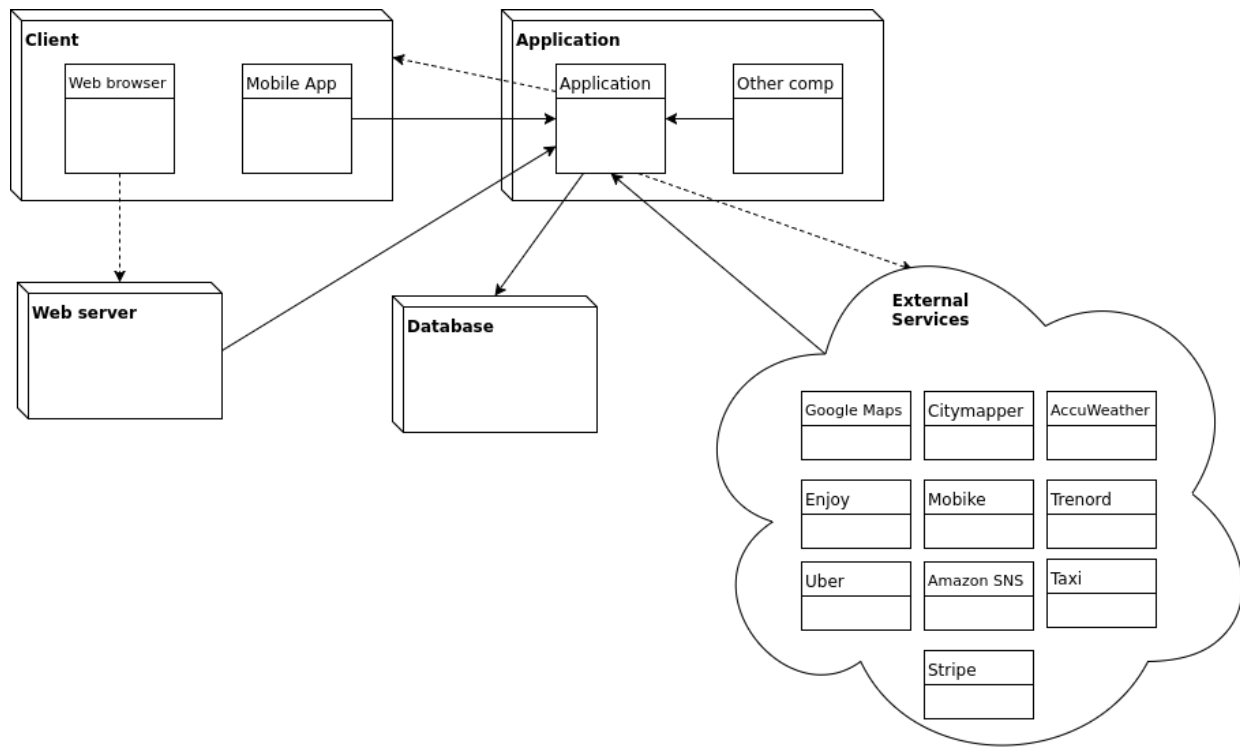 Client
Web browser
Mobile App
Application
Application
Other comp
Web server
Database
External
Services
Google Maps
Citymapper
AccuWeather
Enjoy
Mobike
Trenord
Uber
Amazon SNS
Taxi
Stripe